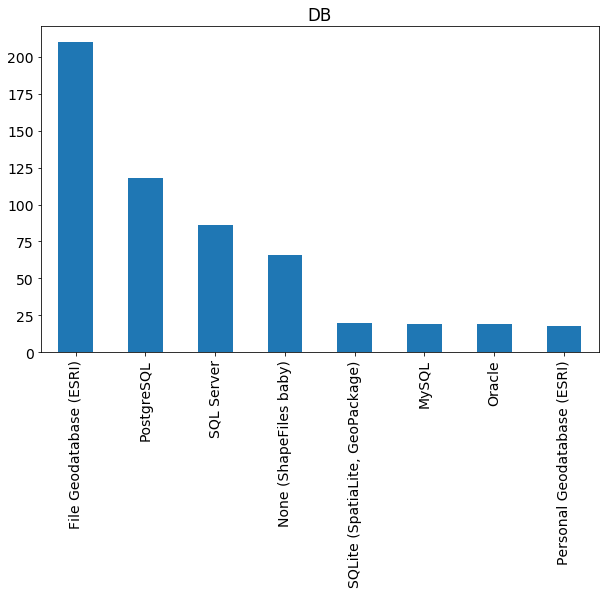 DB
200
175
150
125
100
75
50
25
0
File Geodatabase (ESRI)
PostgreSQL
SQL Server
None (ShapeFiles baby)
SQLite (SpatiaLite, GeoPackage)
MySQL
Oracle
Personal Geodatabase (ESRI)